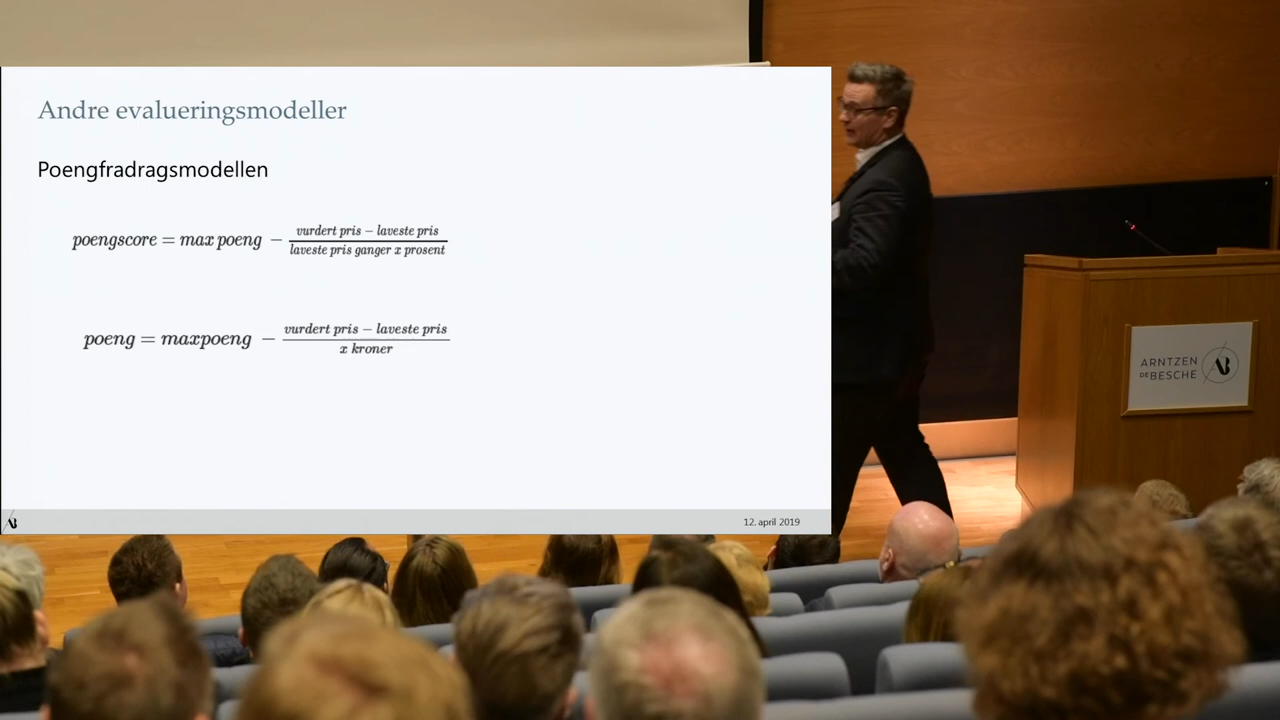 Andre evalueringsmodeller
Poengfradragsmodellen
poengscore = max poeng − vurdert pris − laveste pris / laveste pris ganger x prosent
poeng = maxpoeng − vurdert pris − laveste pris / x kroner
12. april 2019
ARNTZEN
DE BESCHE